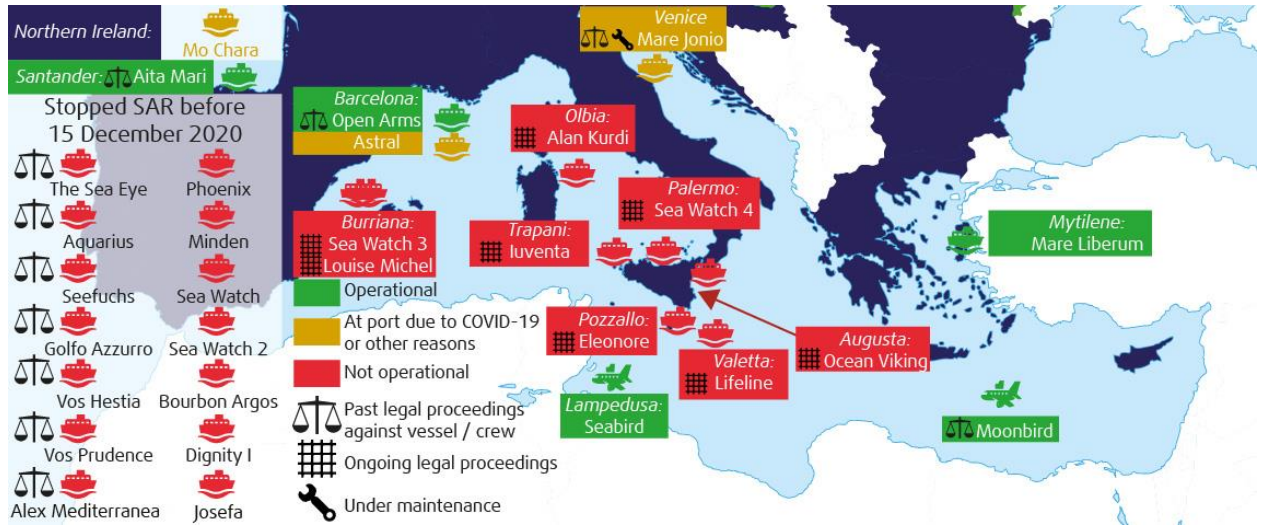 Northern Ireland:
Mo Chara
Santander: Aita Mari
Stopped SAR before
15 December 2020
The Sea Eye
Phoenix
Aquarius
Minden
Seefuchs
Sea Watch
Golfo Azzurro
Sea Watch 2
Vos Hestia
Bourbon Argos
Vos Prudence
Dignity I
Alex Mediterranea
Josefa
Venice
Mare Jonio
Barcelona:
Open Arms
Astral
Olbia:
Alan Kurdi
Palermo:
Sea Watch 4
Burriana:
Sea Watch 3
Louise Michel
Trapani:
Iuventa
Mytilene:
Mare Liberum
Pozzallo:
Eleonore
Valetta:
Lifeline
Augusta:
Ocean Viking
Lampedusa:
Seabird
Moonbird
Operational
At port due to COVID-19
or other reasons
Not operational
Past legal proceedings
against vessel / crew
Ongoing legal proceedings
Under maintenance